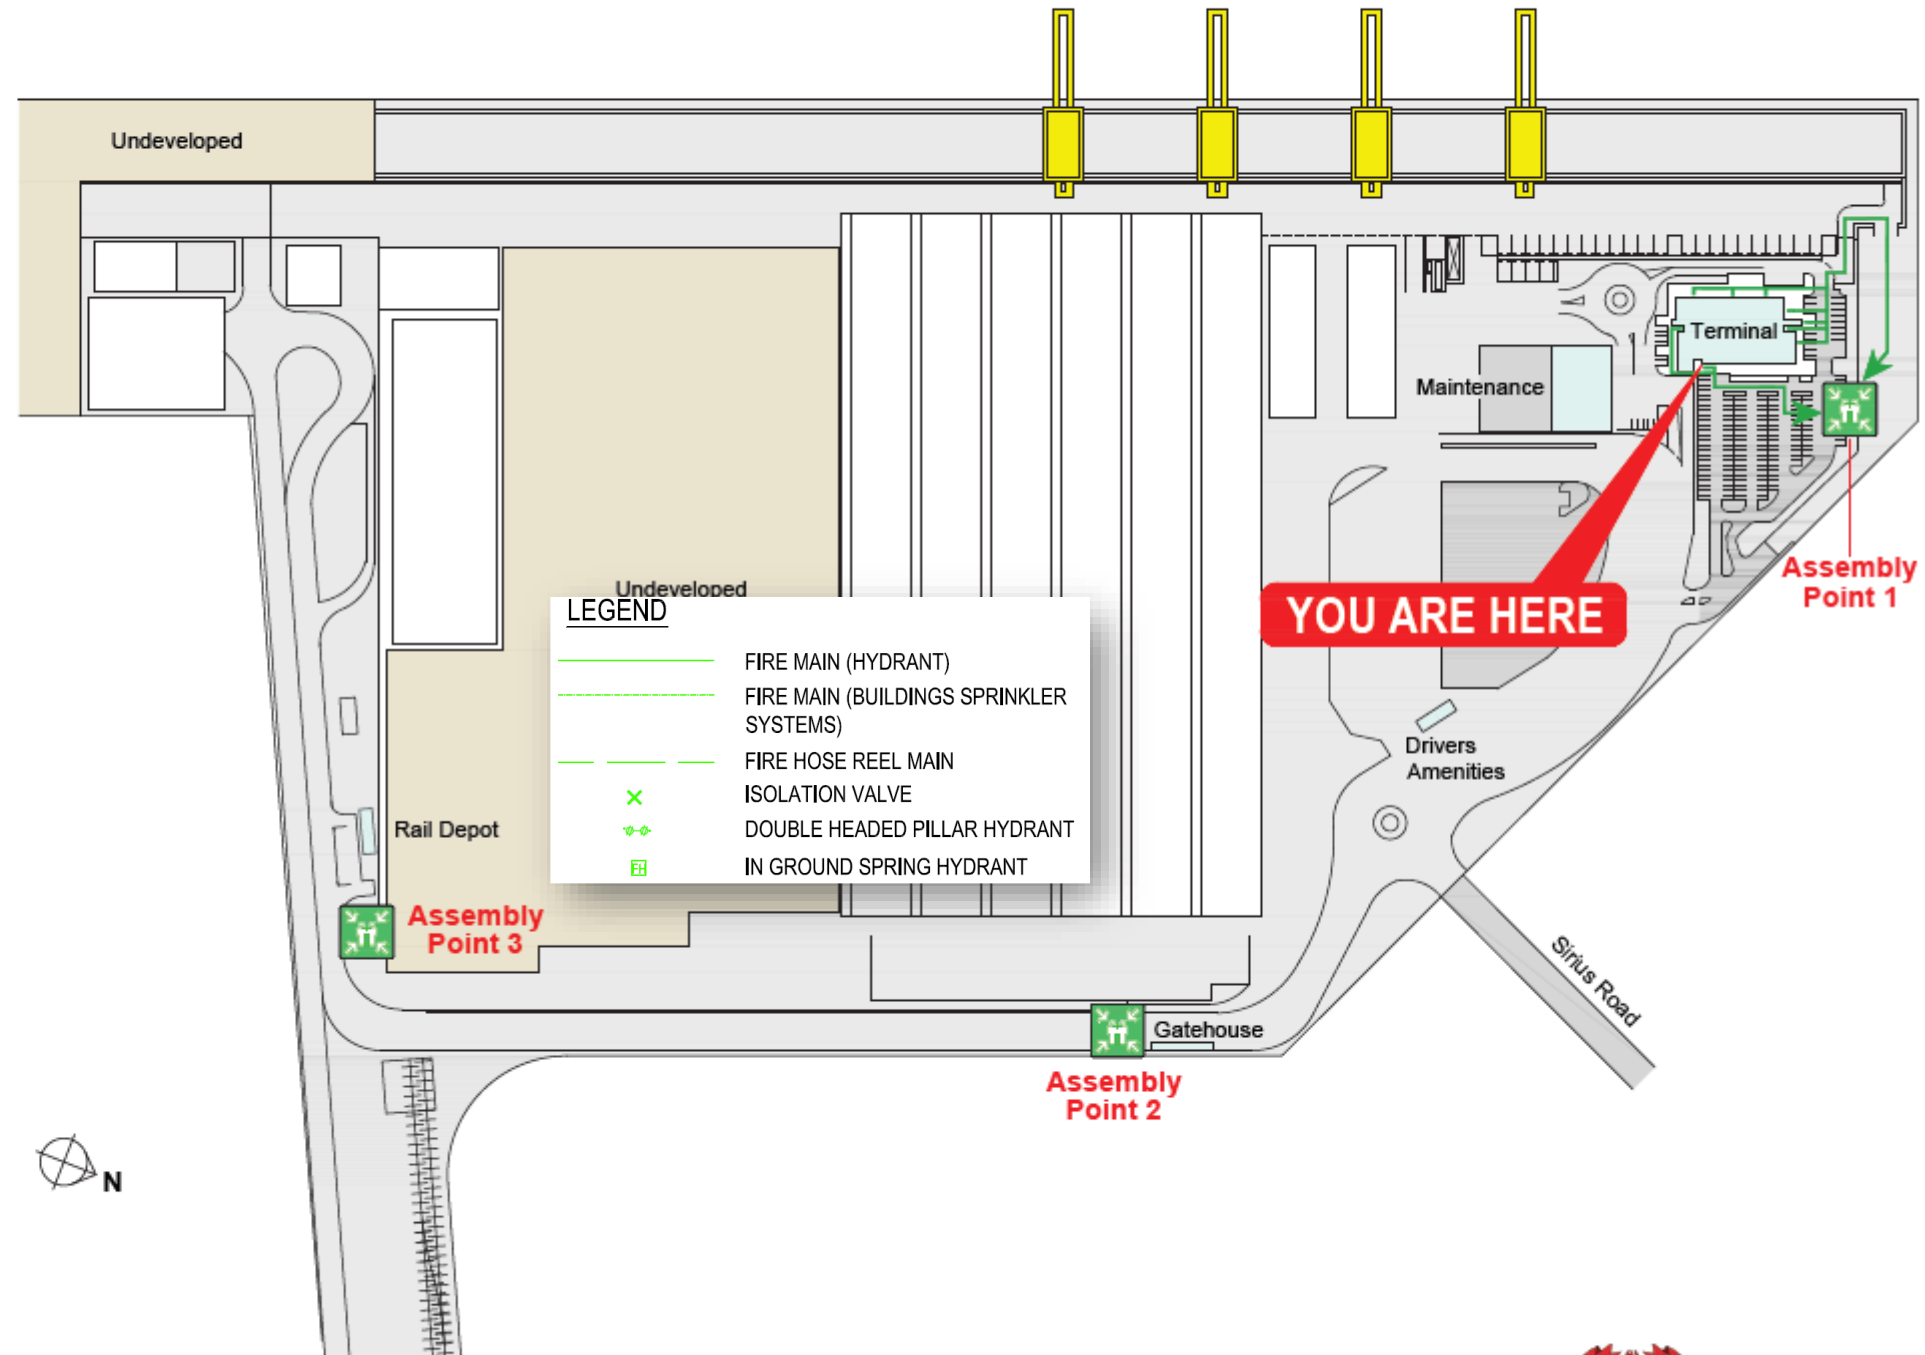 Undeveloped
Terminal
Maintenance
Assembly
Point 1
YOU ARE HERE
Undeveloped
LEGEND
FIRE MAIN (HYDRANT)
FIRE MAIN (BUILDINGS SPRINKLER
SYSTEMS)
FIRE HOSE REEL MAIN
ISOLATION VALVE
DOUBLE HEADED PILLAR HYDRANT
FH
IN GROUND SPRING HYDRANT
Drivers
Amenities
Rail Depot
Assembly
Point 3
Sirius Road
Gatehouse
Assembly
Point 2
N